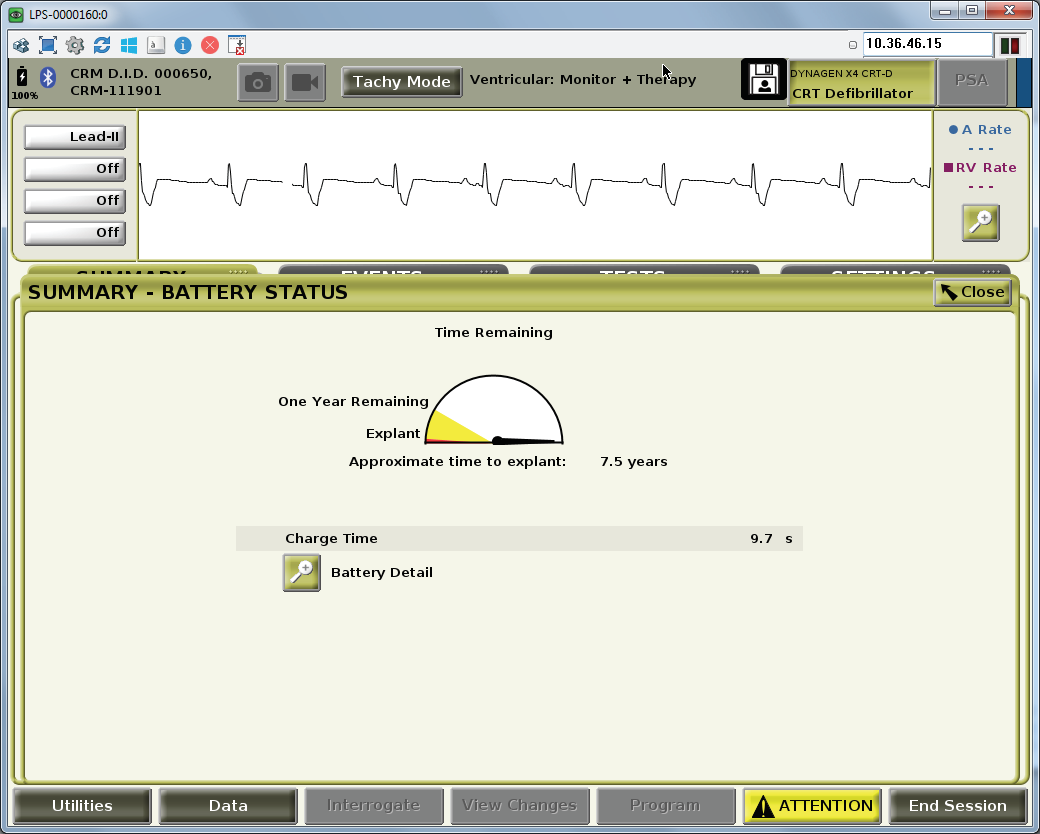 LPS-0000160:0
a
10.36.46.15
100%
CRM D.I.D. 000650,
CRM-111901
Tachy Mode
Ventricular: Monitor + Therapy
DYNAGEN X4 CRT-D
CRT Defibrillator
PSA
Lead-II
Off
Off
Off
A Rate
- - -
RV Rate
- - -
SUMMARY
EVENTS
TESTS
SETTINGS
SUMMARY - BATTERY STATUS
Close
Time Remaining
One Year Remaining
Explant
Approximate time to explant: 7.5 years
Charge Time 9.7 s
Battery Detail
Utilities
Data
Interrogate
View Changes
Program
ATTENTION
End Session